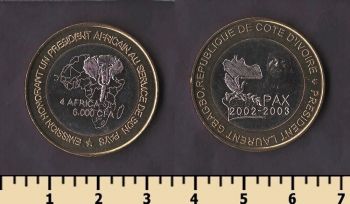 EMISSION HONORANT UN PRESIDENT AFRICAIN AU SERVICE DE SON PAYS
4 AFRICA
6.000 CFA
PRESIDENT LAURENT GBAGBO, REPUBLIQUE DE COTE D'IVOIRE
PAX
2002-2003
1 2 3 4 5 6 7